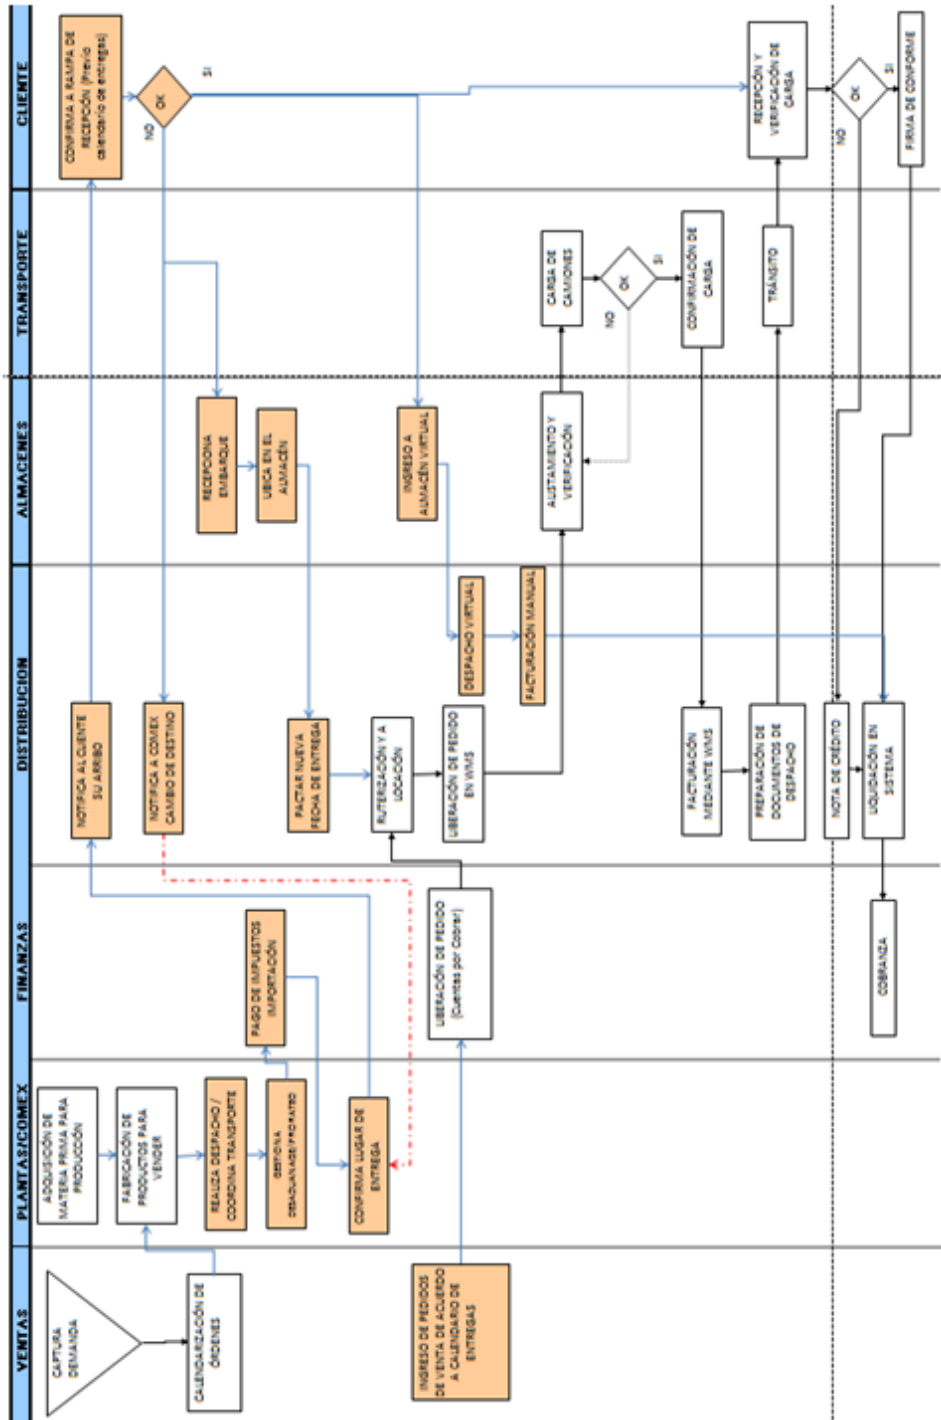 VENTAS
PLANTAS/COMEX
FINANZAS
DISTRIBUCION
ALMACENES
TRANSPORTE
CLIENTE
CAPTURA
DEMANDA
CALENDARIZACIÓN DE
ÓRDENES
INGRESO DE PEDIDOS
DE VENTA DE ACUERDO
A CALENDARIO DE
ENTREGAS
ADQUISICIÓN DE
MATERIA PRIMA PARA
PRODUCCIÓN
FABRICACIÓN DE
PRODUCTOS PARA
VENDER
REALIZA DESPACHO /
COORDINA TRANSPORTE
GESTIONA
DESADUANAGE/PRORRATEO
CONFIRMA LUGAR DE
ENTREGA
PAGO DE IMPUESTOS
IMPORTACIÓN
LIBERACIÓN DE PEDIDO
(Cuentas por Cobrar)
COBRANZA
NOTIFICA AL CLIENTE
SU ARRIBO
NOTIFICA A COMEX
CAMBIO DE DESTINO
PACTAR NUEVA
FECHA DE ENTREGA
RUTERIZACIÓN Y A
LOCACIÓN
LIBERACIÓN DE PEDIDO
EN WMS
DESPACHO VIRTUAL
FACTURACIÓN MANUAL
FACTURACIÓN
MEDIANTE WMS
PREPARACIÓN DE
DOCUMENTOS DE
DESPACHO
NOTA DE CRÉDITO
LIQUIDACIÓN EN
SISTEMA
RECEPCIONA
EMBARQUE
UBICA EN EL
ALMACÉN
INGRESO A
ALMACÉN VIRTUAL
ALISTAMIENTO Y
VERIFICACIÓN
CARGA DE
CAMIONES
OK
SI
NO
CONFIRMACIÓN DE
CARGA
TRÁNSITO
CONFIRMA A RAMPA DE
RECEPCIÓN (Previo
calendario de entregas)
OK
SI
NO
RECEPCIÓN Y
VERIFICACIÓN DE
CARGA
OK
SI
NO
FIRMA DE CONFORME